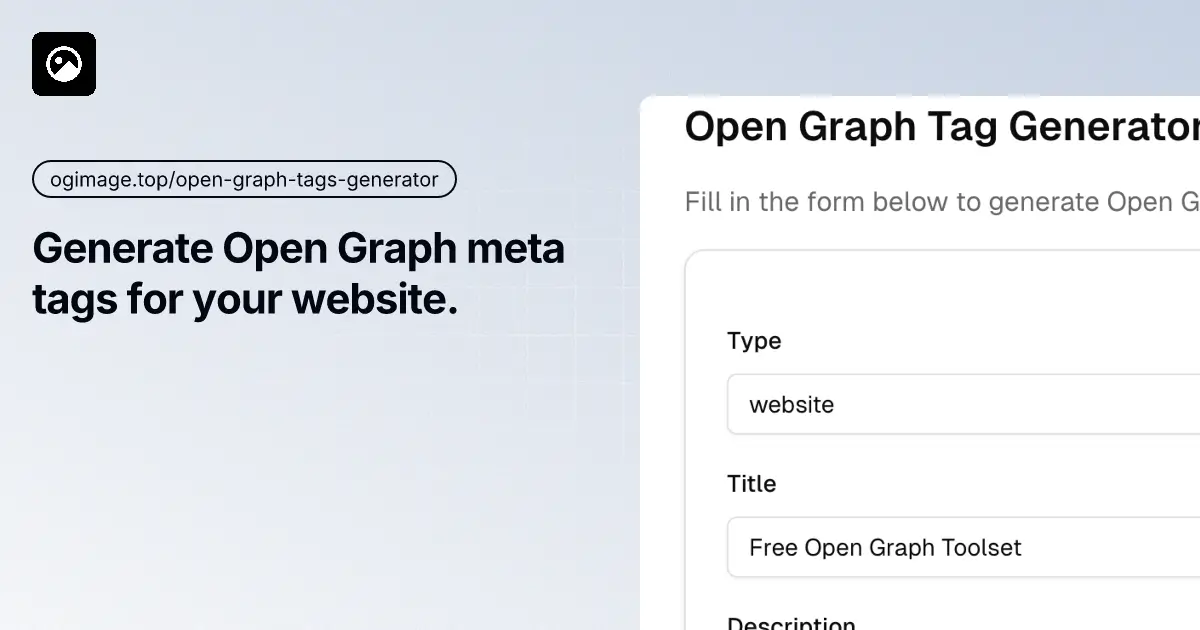 ogimage.top/open-graph-tags-generator
Generate Open Graph meta
tags for your website.
Open Graph Tag Generator
Fill in the form below to generate Open G
Type
website
Title
Free Open Graph Toolset
Description